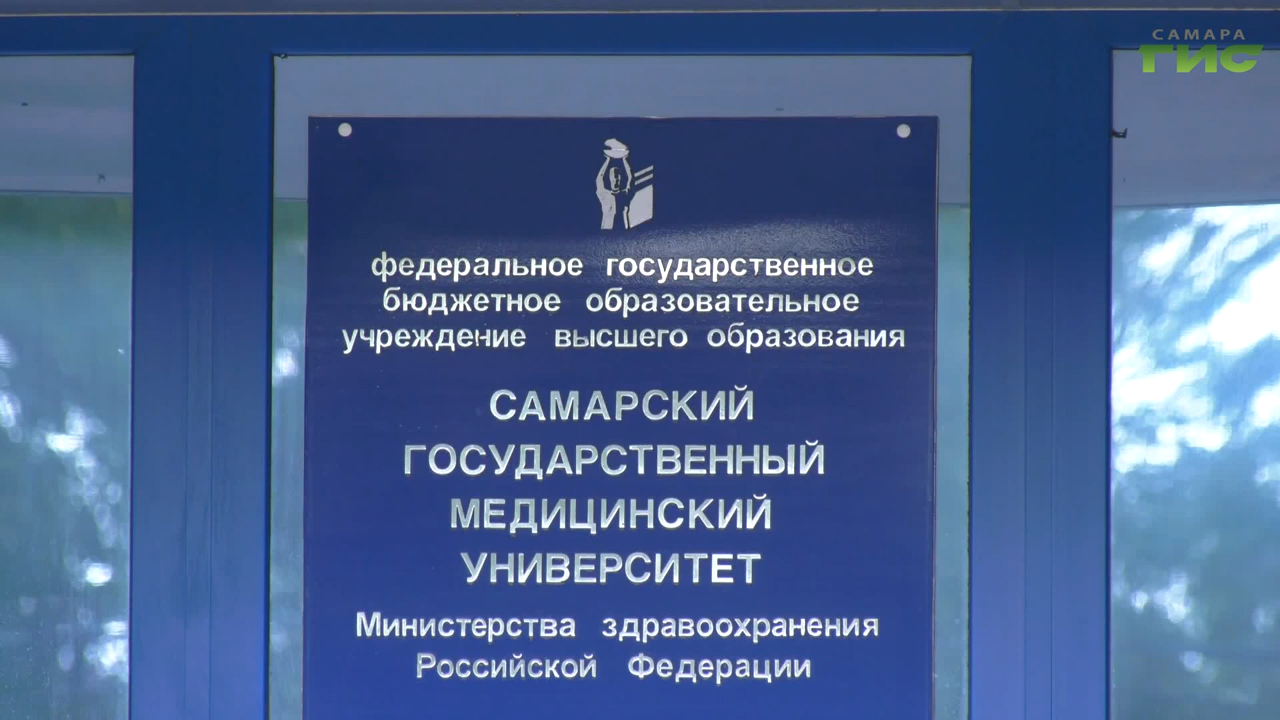 САМАРА
ГИС
федеральное государственное
бюджетное образовательное
учреждение высшего образования
САМАРСКИЙ
ГОСУДАРСТВЕННЫЙ
МЕДИЦИНСКИЙ
УНИВЕРСИТЕТ
Министерства здравоохранения
Российской Федерации